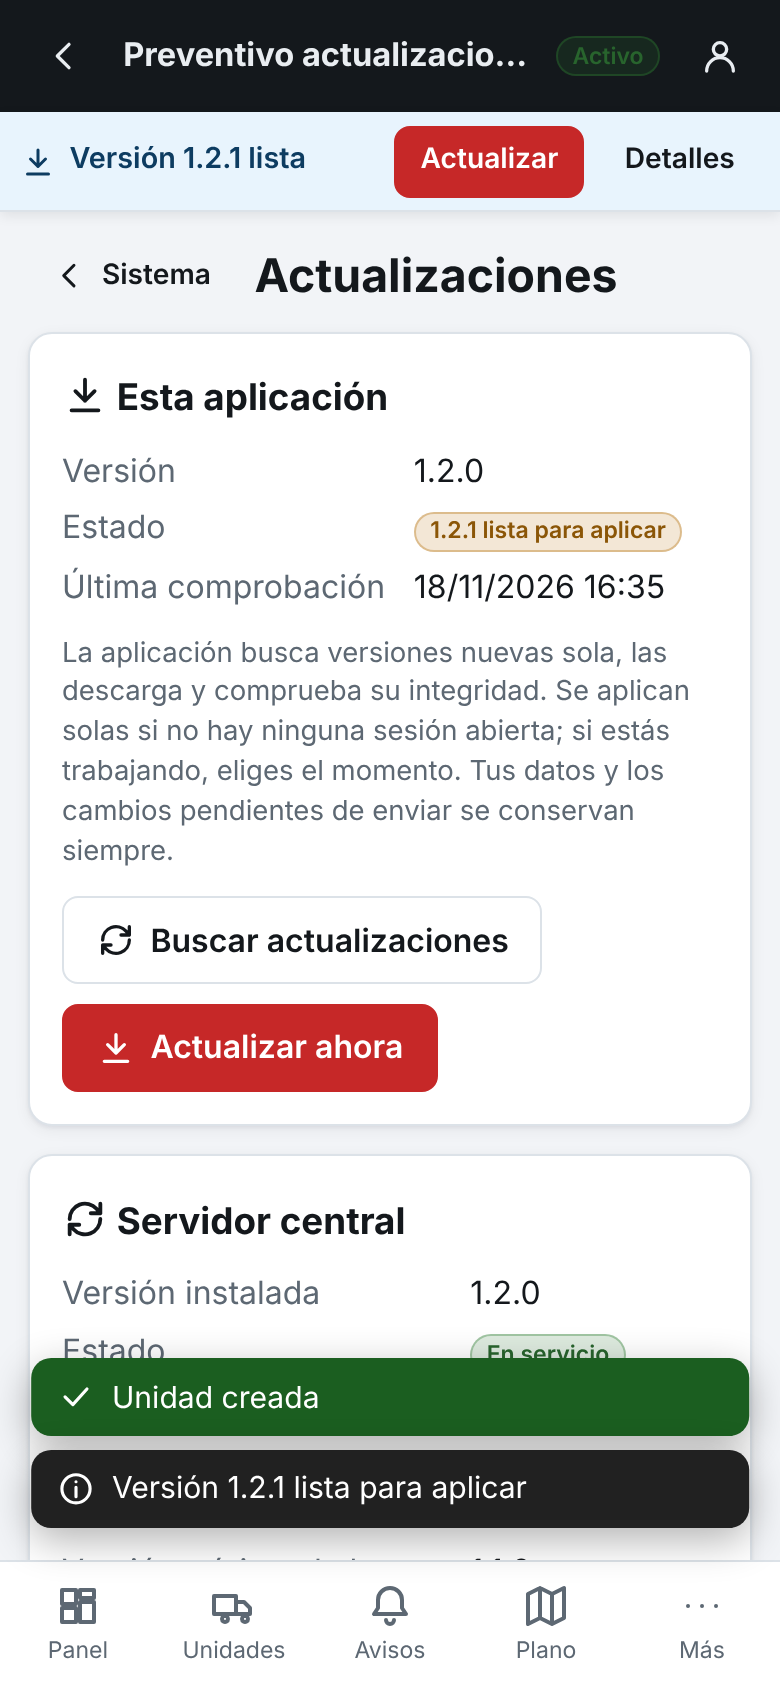 Preventivo actualizacio...
Activo
Versión 1.2.1 lista
Actualizar
Detalles
Sistema
Actualizaciones
Esta aplicación
Versión
1.2.0
Estado
1.2.1 lista para aplicar
Última comprobación
18/11/2026 16:35
La aplicación busca versiones nuevas sola, las
descarga y comprueba su integridad. Se aplican
solas si no hay ninguna sesión abierta; si estás
trabajando, eliges el momento. Tus datos y los
cambios pendientes de enviar se conservan
siempre.
Buscar actualizaciones
Actualizar ahora
Servidor central
Versión instalada
1.2.0
Estado
En servicio
Unidad creada
Versión 1.2.1 lista para aplicar
Panel
Unidades
Avisos
Plano
Más